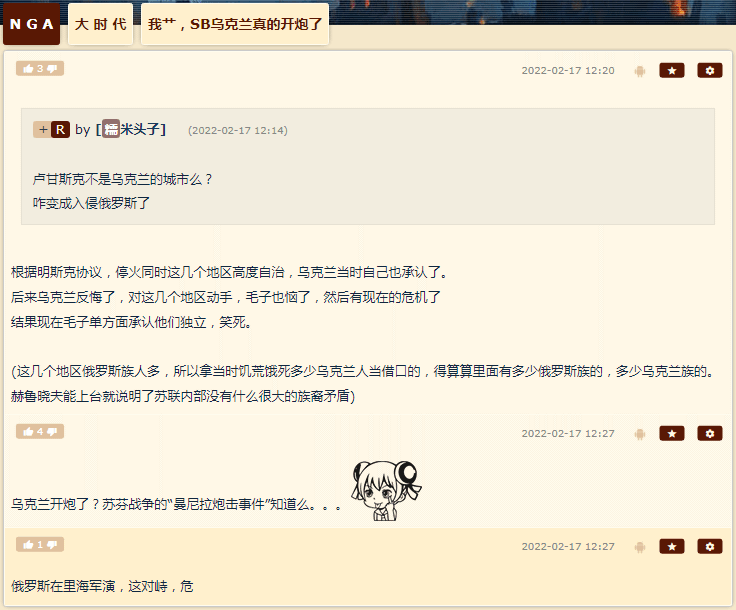 NGA 大时代 我艹，SB乌克兰真的开炮了
3 2022-02-17 12:20
+ R by [糯米头子] (2022-02-17 12:14)
卢甘斯克不是乌克兰的城市么？
咋变成入侵俄罗斯了
根据明斯克协议，停火同时这几个地区高度自治，乌克兰当时自己也承认了。
后来乌克兰反悔了，对这几个地区动手，毛子也恼了，然后有现在的危机了
结果现在毛子单方面承认他们独立，笑死。
(这几个地区俄罗斯族人多，所以拿当时饥荒饿死多少乌克兰人当借口的，得算算里面有多少俄罗斯族的，多少乌克兰族的。
赫鲁晓夫能上台就说明了苏联内部没有什么很大的族裔矛盾)
4 2022-02-17 12:27
乌克兰开炮了？苏芬战争的“曼尼拉炮击事件”知道么。。。
1 2022-02-17 12:27
俄罗斯在里海军演，这对峙，危